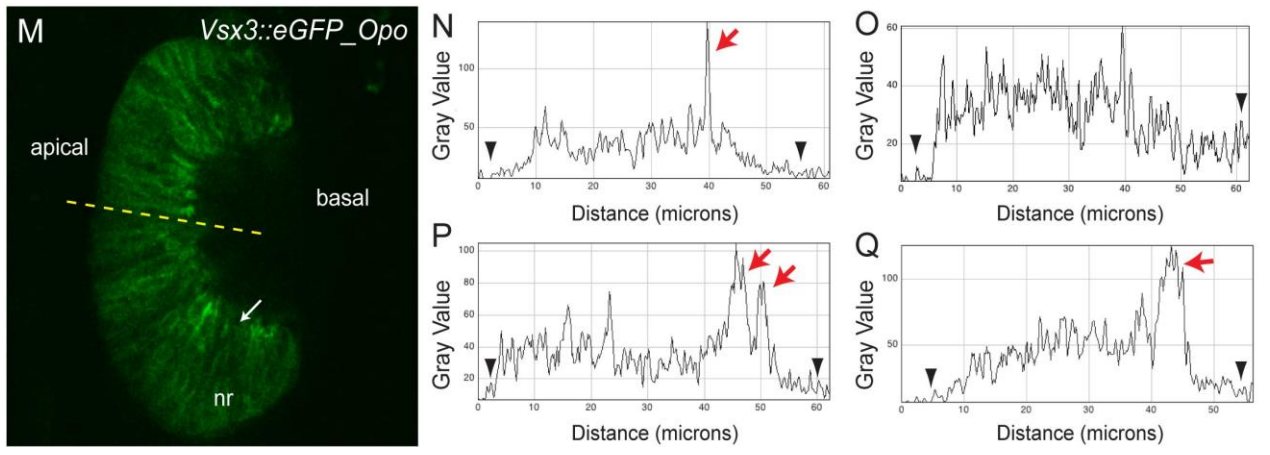 M
Vsx3::eGFP_Opo
apical
basal
nr
N
Gray Value
100
50
0 10 20 30 40 50 60
Distance (microns)
O
Gray Value
60
40
20
0 10 20 30 40 50 60
Distance (microns)
P
Gray Value
100
80
60
40
20
0 10 20 30 40 50 60
Distance (microns)
Q
Gray Value
100
50
0 10 20 30 40 50
Distance (microns)